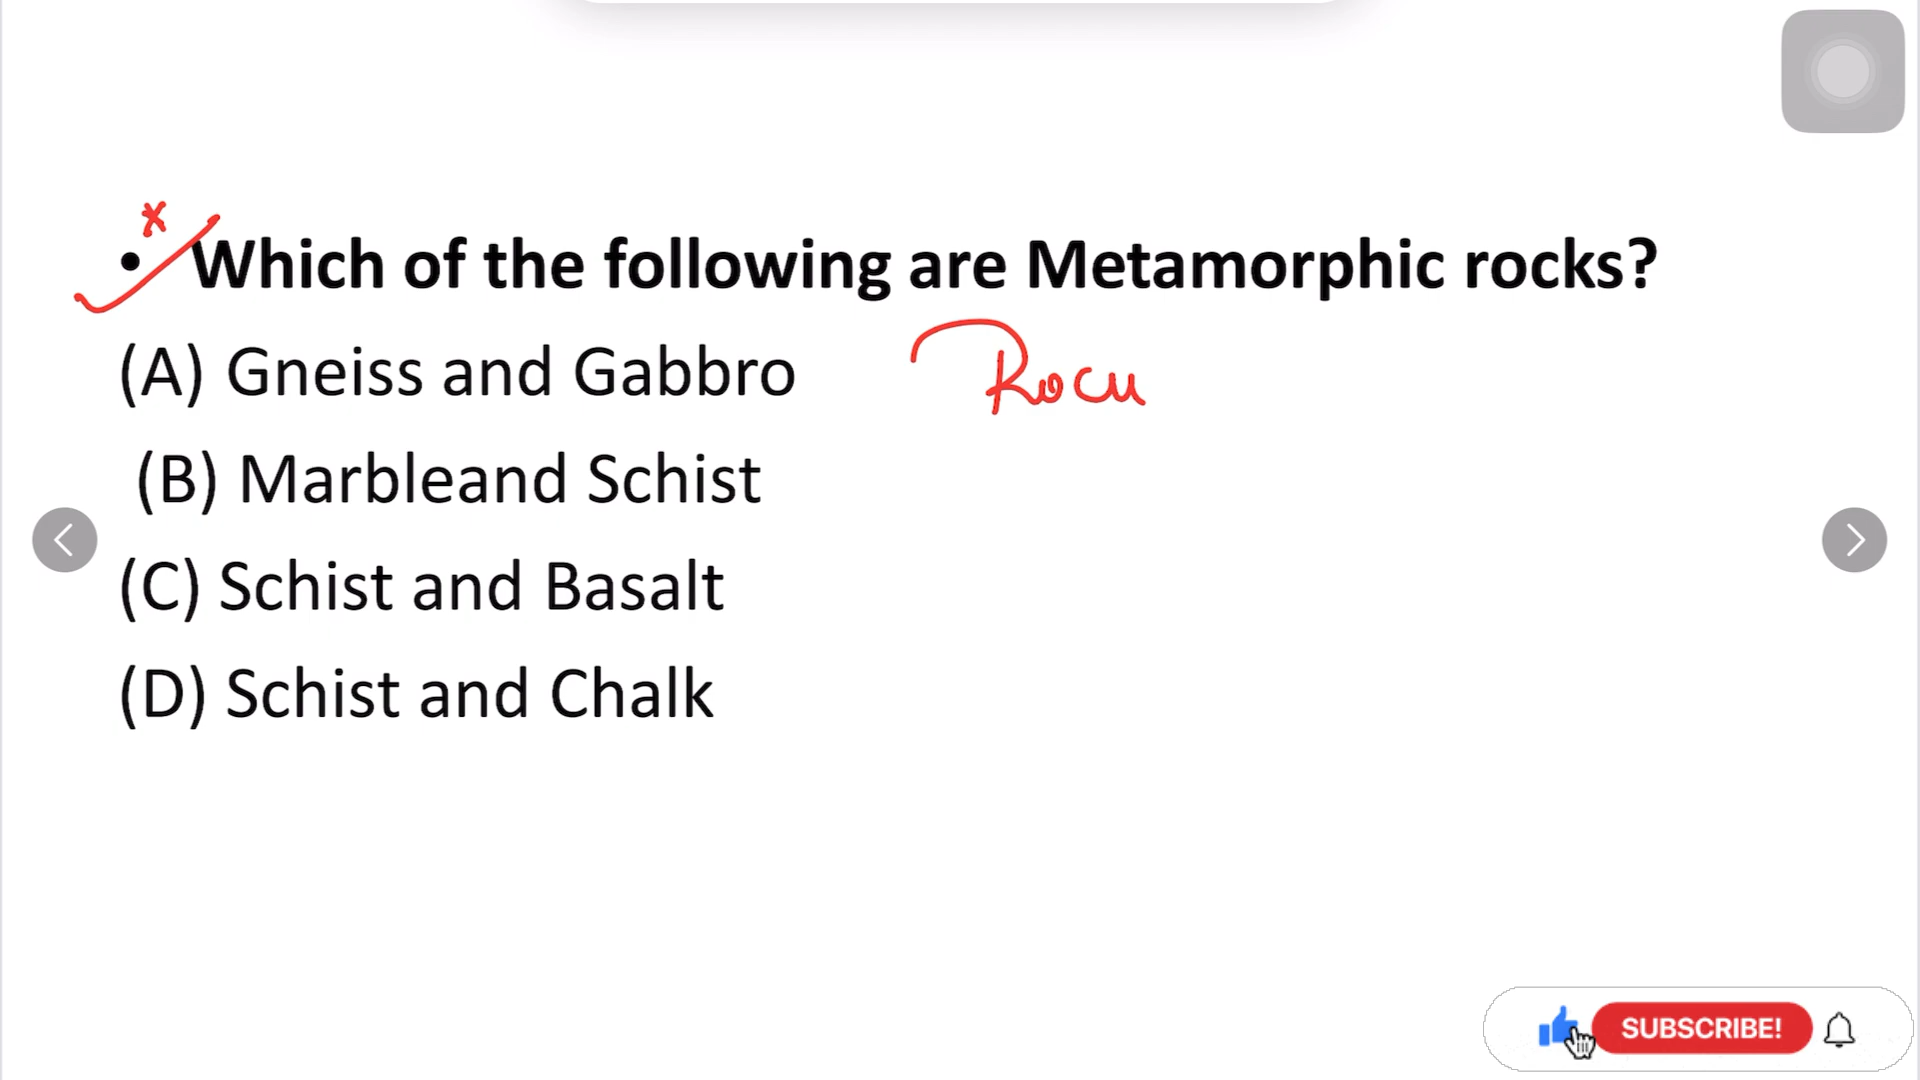 • Which of the following are Metamorphic rocks?
(A) Gneiss and Gabbro
Rocu
(B) Marbleand Schist
(C) Schist and Basalt
(D) Schist and Chalk
SUBSCRIBE!